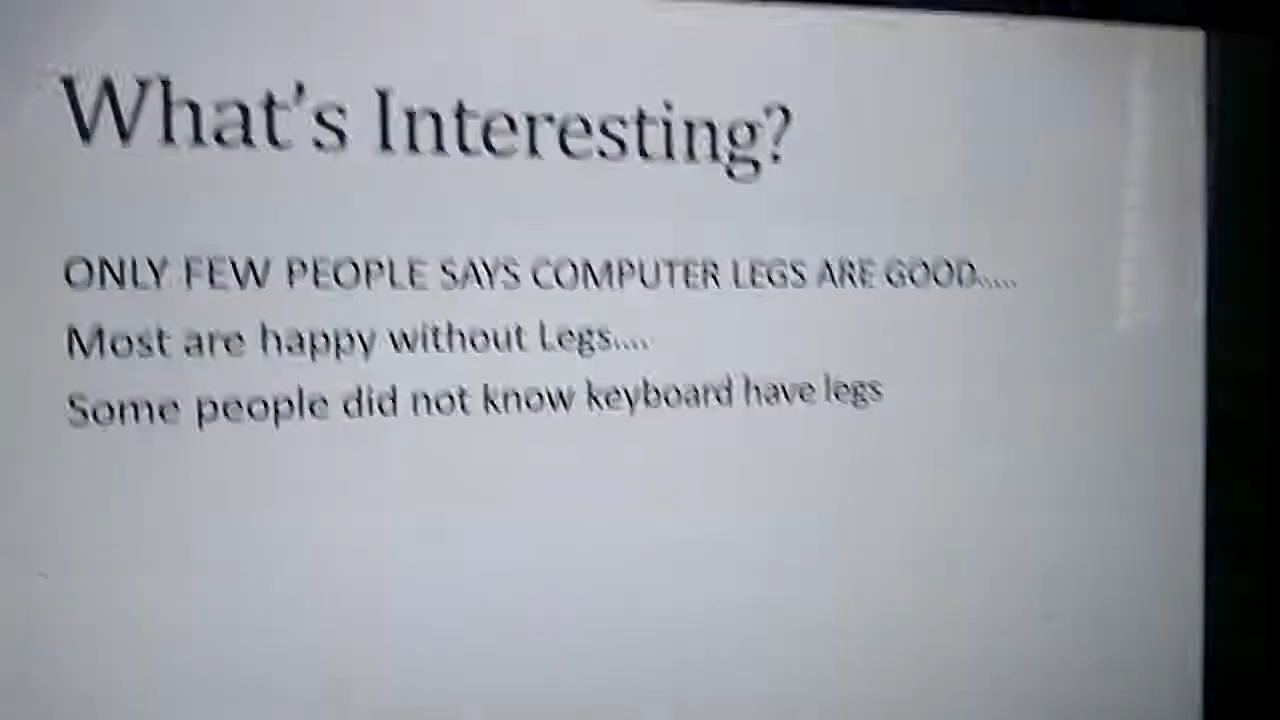 What's Interesting?
ONLY FEW PEOPLE SAYS COMPUTER LEGS ARE GOOD.....
Most are happy without Legs....
Some people did not know keyboard have legs